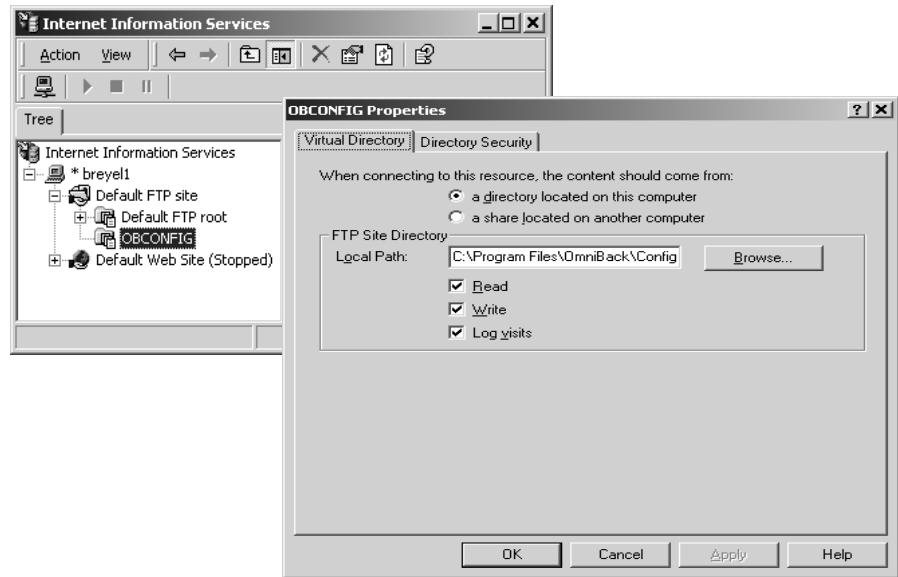 Internet Information Services
Action View
Tree
Internet Information Services
* breyel1
Default FTP site
Default FTP root
OBCONFIG
Default Web Site (Stopped)
OBCONFIG Properties
Virtual Directory Directory Security
When connecting to this resource, the content should come from:
a directory located on this computer
a share located on another computer
FTP Site Directory
Local Path: C:\Program Files\OmniBack\Config Browse...
Read
Write
Log visits
OK Cancel Apply Help